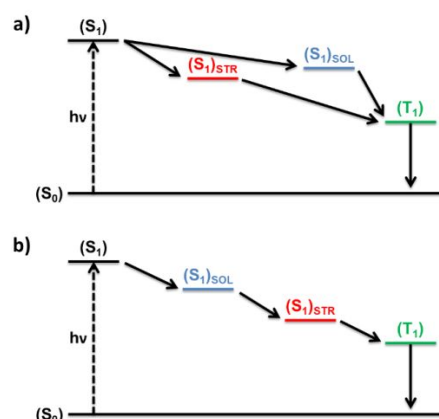 a)
(S₁)
(S₁)SOL
(S₁)STR
hν
(T₁)
(S₀)
b)
(S₁)
(S₁)SOL
(S₁)STR
hν
(T₁)
(S₀)